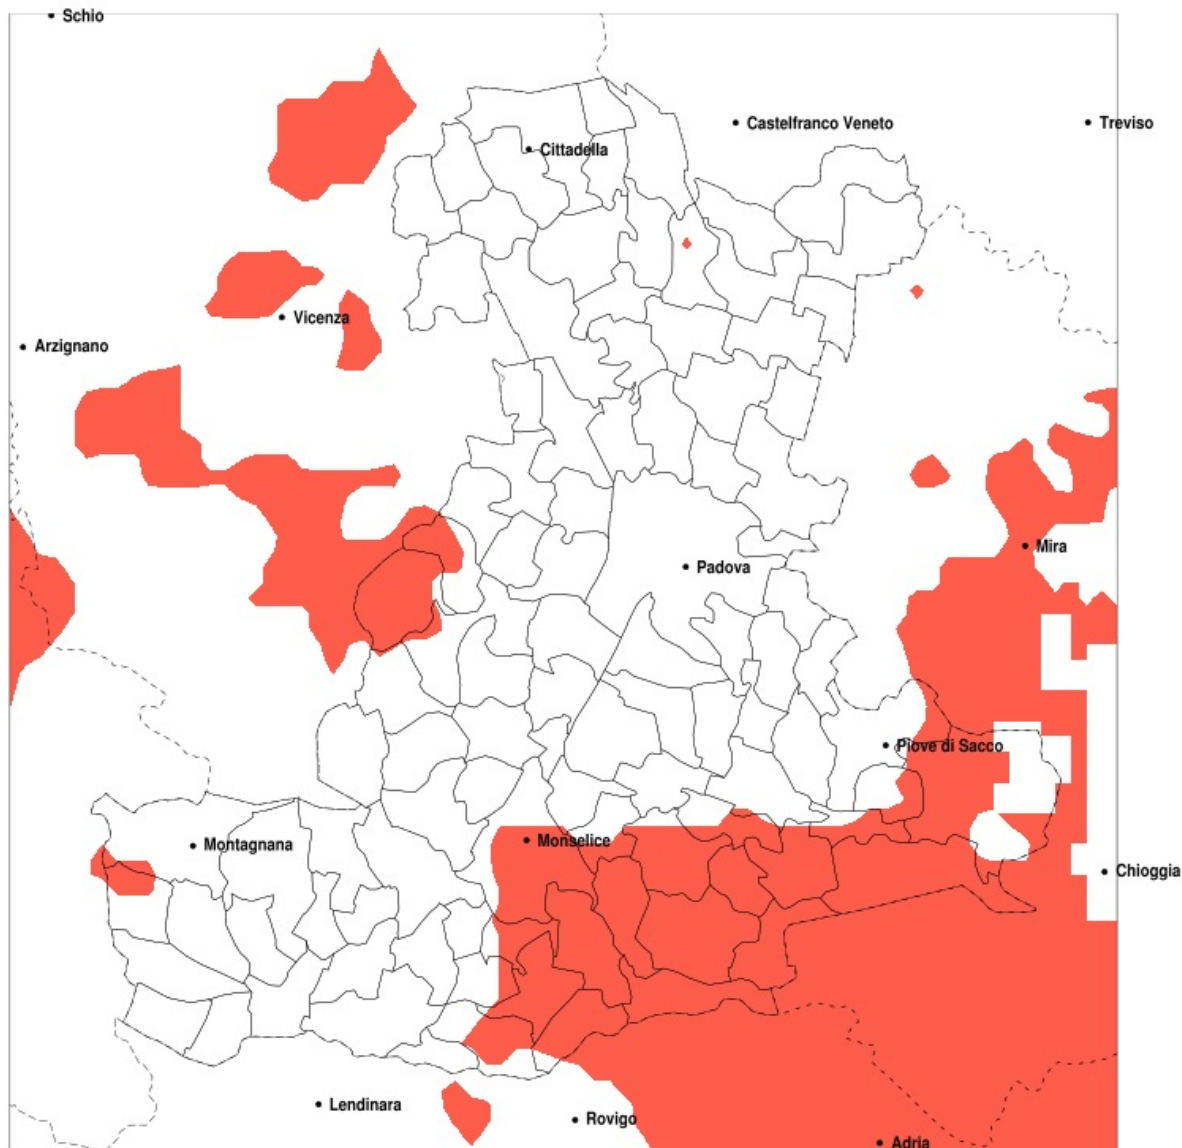 Schio
Castelfranco Veneto
Treviso
Cittadella
Vicenza
Arzignano
Mira
Padova
Piove di Sacco
Monselice
Montagnana
Chioggia
Lendinara
Rovigo
Adria